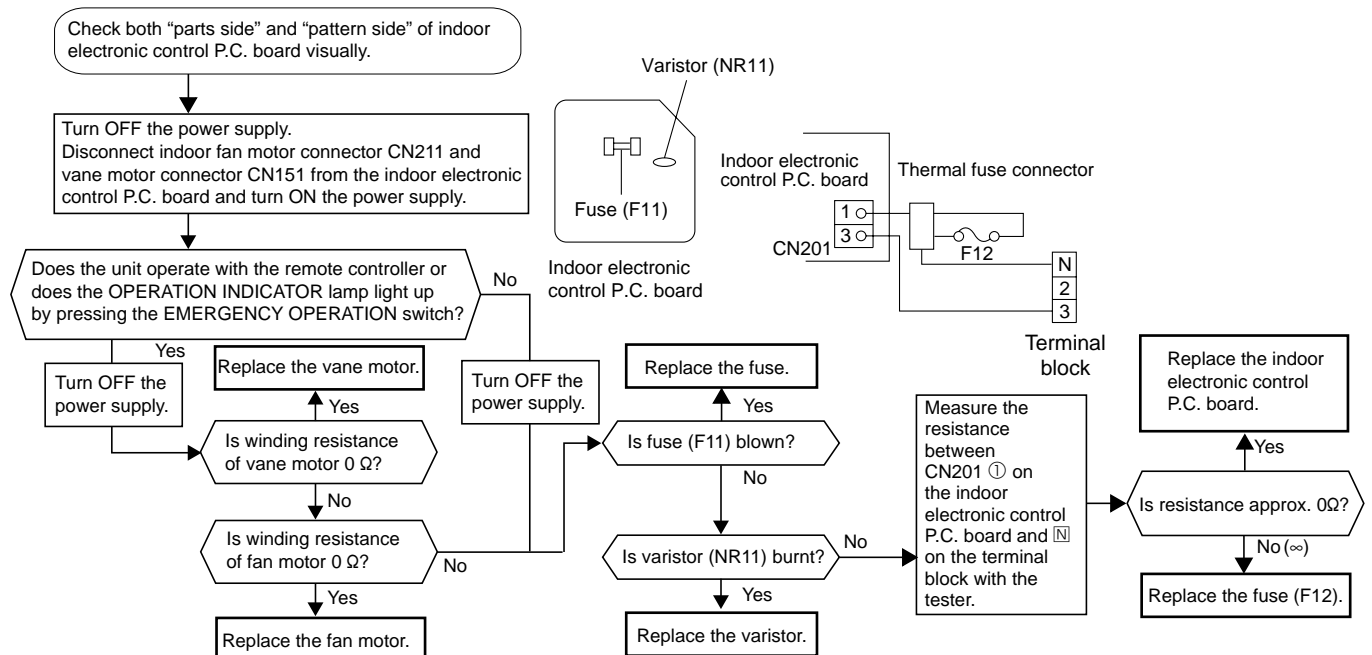 Check both “parts side” and “pattern side” of indoor
electronic control P.C. board visually.
Turn OFF the power supply.
Disconnect indoor fan motor connector CN211 and
vane motor connector CN151 from the indoor electronic
control P.C. board and turn ON the power supply.
Varistor (NR11)
Fuse (F11)
Indoor electronic
control P.C. board
Indoor electronic
control P.C. board
Thermal fuse connector
1
3
CN201
F12
N
2
3
Terminal
block
Does the unit operate with the remote controller or
does the OPERATION INDICATOR lamp light up
by pressing the EMERGENCY OPERATION switch?
No
Yes
Turn OFF the
power supply.
Replace the vane motor.
Yes
Is winding resistance
of vane motor 0 Ω?
No
Is winding resistance
of fan motor 0 Ω?
No
Yes
Replace the fan motor.
Turn OFF the
power supply.
Replace the fuse.
Yes
Is fuse (F11) blown?
No
Is varistor (NR11) burnt?
No
Yes
Replace the varistor.
Measure the
resistance
between
CN201 ① on
the indoor
electronic control
P.C. board and 🄽
on the terminal
block with the
tester.
Replace the indoor
electronic control
P.C. board.
Yes
Is resistance approx. 0Ω?
No (∞)
Replace the fuse (F12).